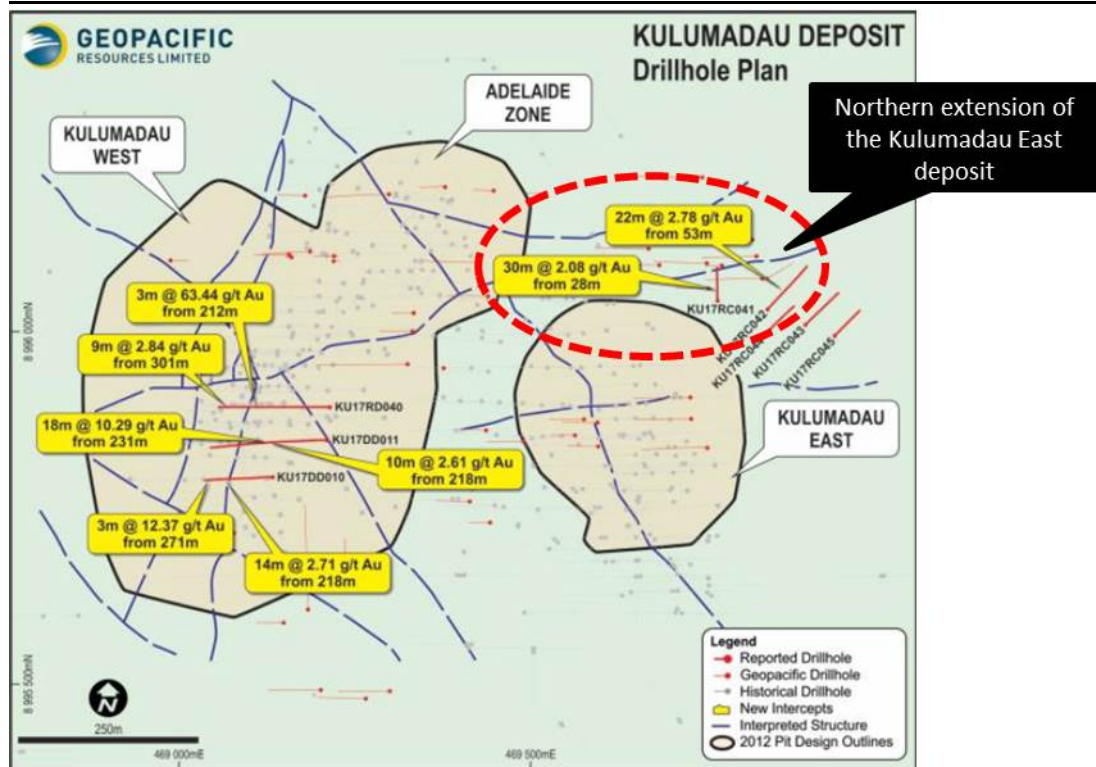 GEOPACIFIC
RESOURCES LIMITED
KULUMADAU DEPOSIT
Drillhole Plan
Northern extension of
the Kulumadau East
deposit
ADELAIDE
ZONE
KULUMADAU
WEST
22m @ 2.78 g/t Au
from 53m
30m @ 2.08 g/t Au
from 28m
3m @ 63.44 g/t Au
from 212m
KU17RC041
KU17RC042
KU17RC043
KU17RC045
8 996 000mN
9m @ 2.84 g/t Au
from 301m
KU17RD040
18m @ 10.29 g/t Au
from 231m
KU17DD011
KULUMADAU
EAST
10m @ 2.61 g/t Au
from 218m
KU17DD010
3m @ 12.37 g/t Au
from 271m
14m @ 2.71 g/t Au
from 218m
Legend
Reported Drillhole
Geopacific Drillhole
Historical Drillhole
New Intercepts
Interpreted Structure
2012 Pit Design Outlines
8 995 500mN
N
250m
469 000mE
469 500mE